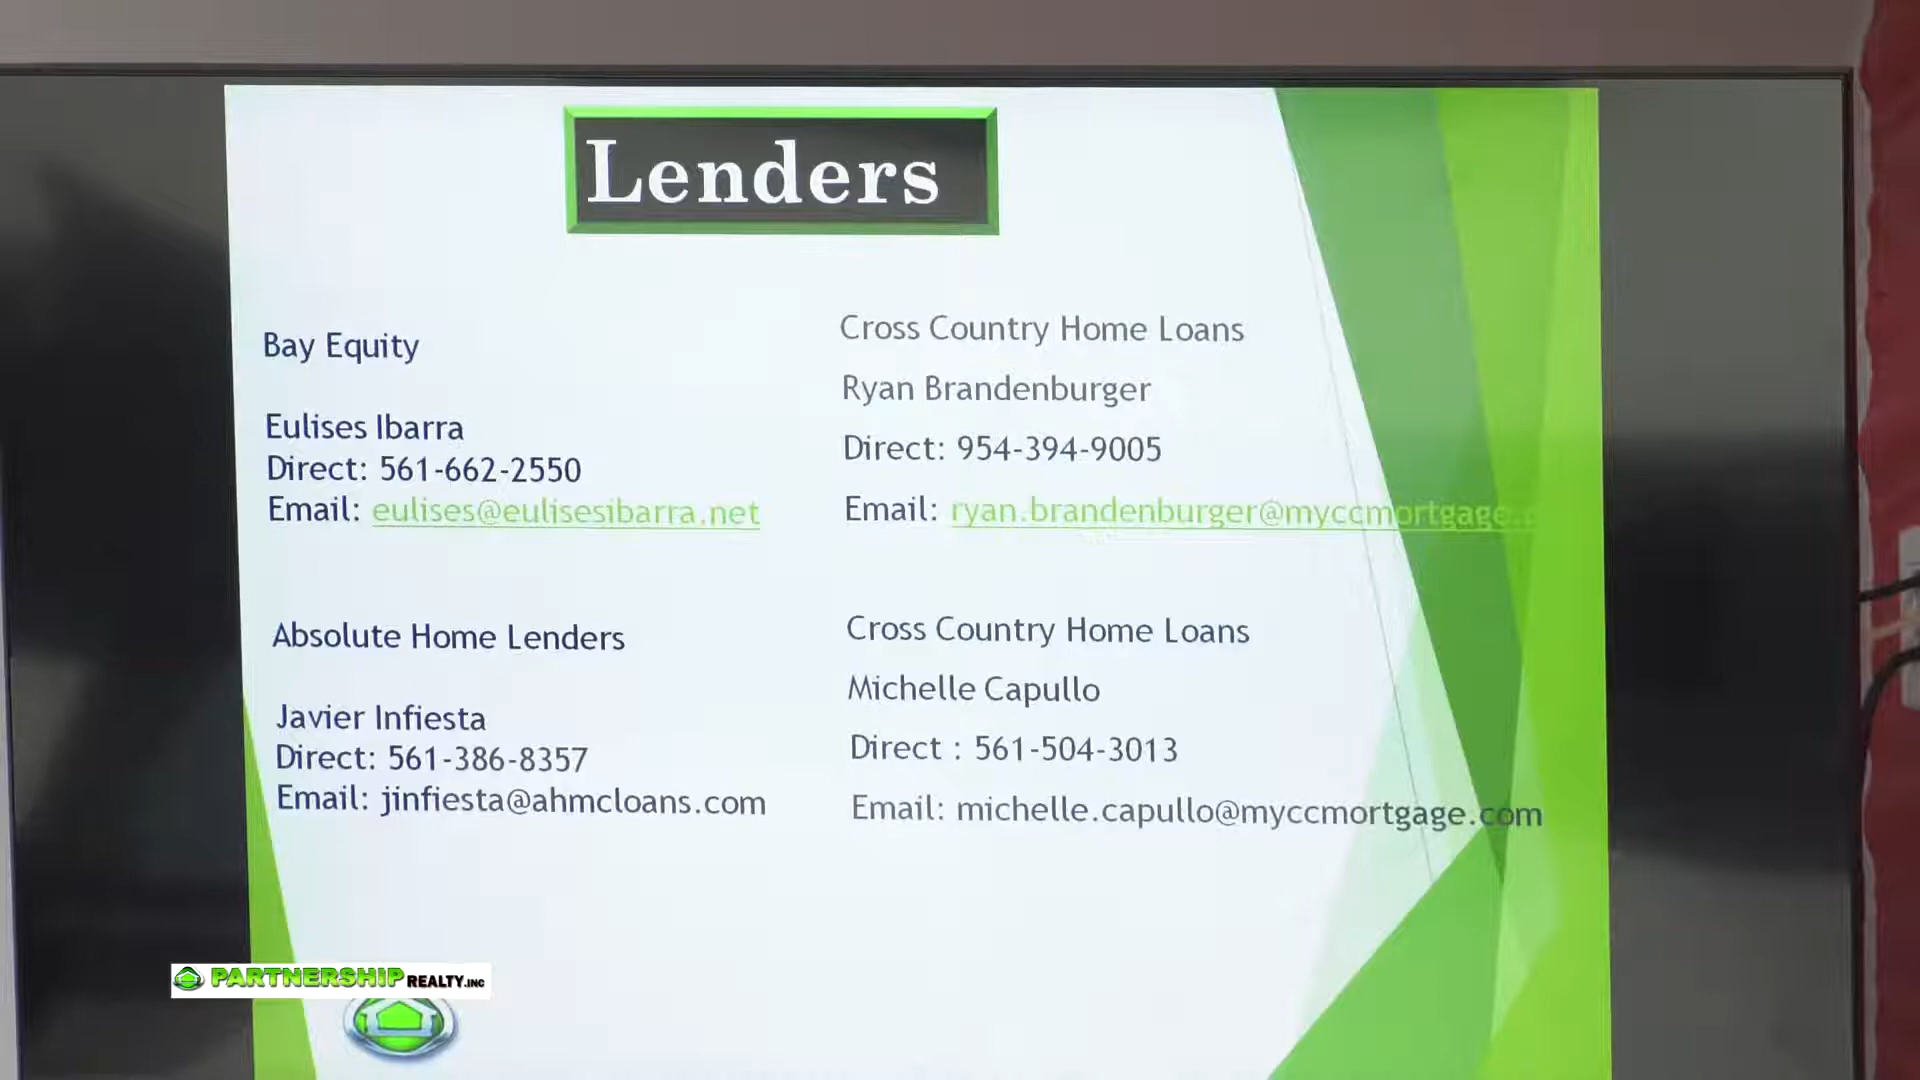 Lenders
Bay Equity
Eulises Ibarra
Direct: 561-662-2550
Email: eulises@eulisesibarra.net
Cross Country Home Loans
Ryan Brandenburger
Direct: 954-394-9005
Email: ryan.brandenburger@myccmortgage.
Absolute Home Lenders
Javier Infiesta
Direct: 561-386-8357
Email: jinfiesta@ahmcloans.com
Cross Country Home Loans
Michelle Capullo
Direct : 561-504-3013
Email: michelle.capullo@myccmortgage.com
PARTNERSHIP REALTY.INC